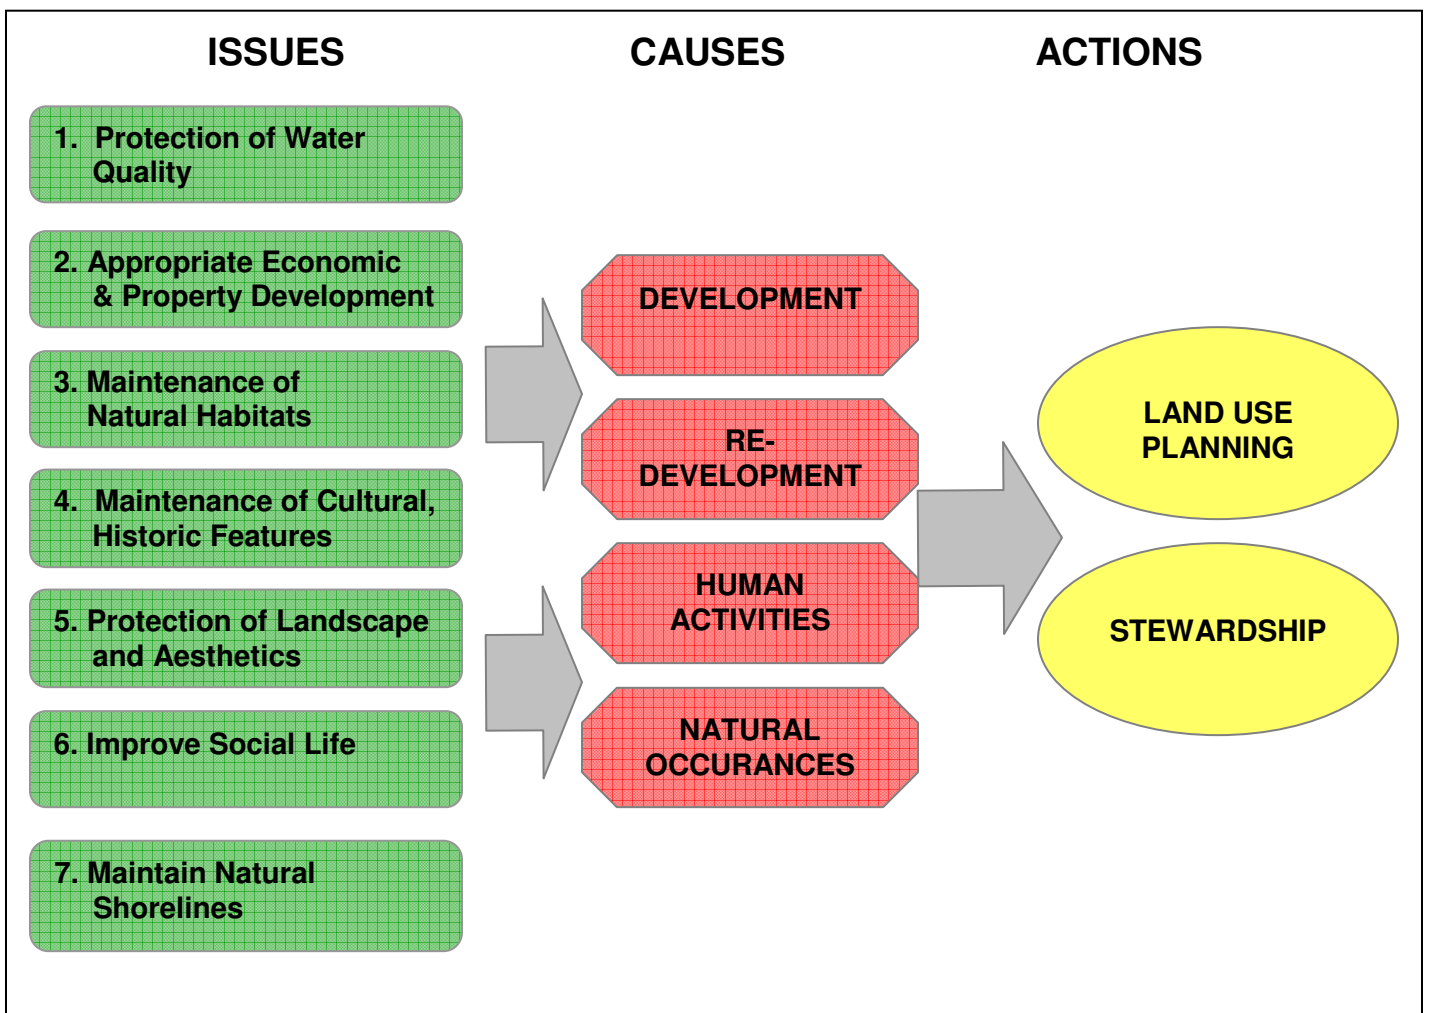 ISSUES
CAUSES
ACTIONS
1. Protection of Water
Quality
2. Appropriate Economic
& Property Development
3. Maintenance of
Natural Habitats
4. Maintenance of Cultural,
Historic Features
5. Protection of Landscape
and Aesthetics
6. Improve Social Life
7. Maintain Natural
Shorelines
DEVELOPMENT
RE-
DEVELOPMENT
HUMAN
ACTIVITIES
NATURAL
OCCURANCES
LAND USE
PLANNING
STEWARDSHIP